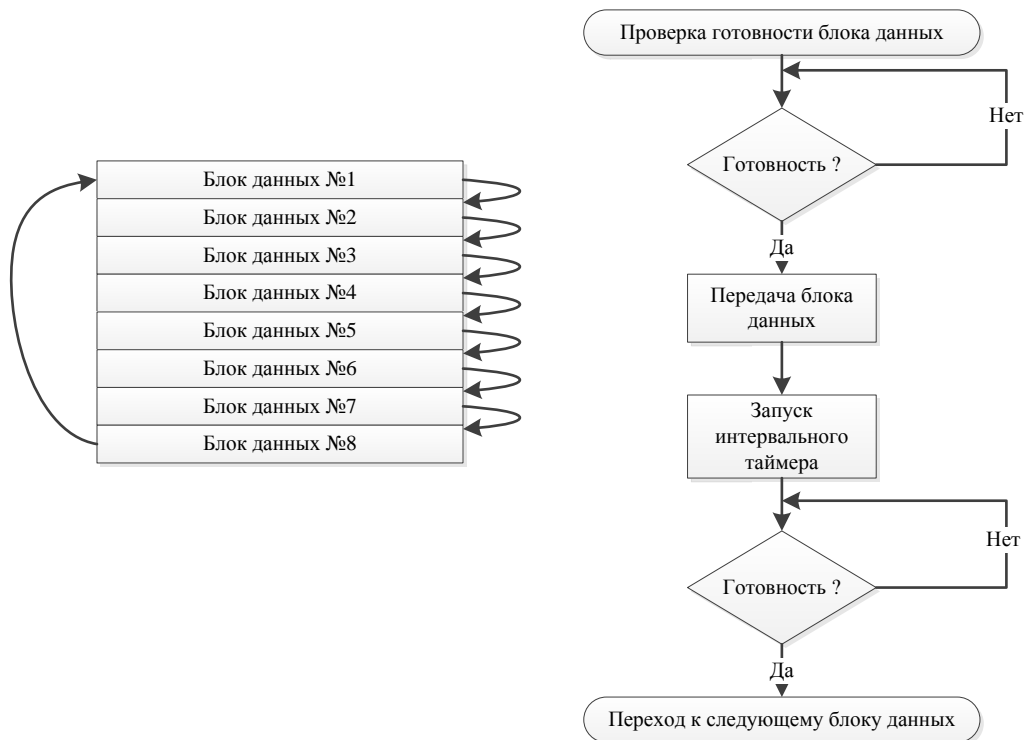 Блок данных №1
Блок данных №2
Блок данных №3
Блок данных №4
Блок данных №5
Блок данных №6
Блок данных №7
Блок данных №8
Проверка готовности блока данных
Нет
Готовность ?
Да
Передача блока
данных
Запуск
интервального
таймера
Нет
Готовность ?
Да
Переход к следующему блоку данных